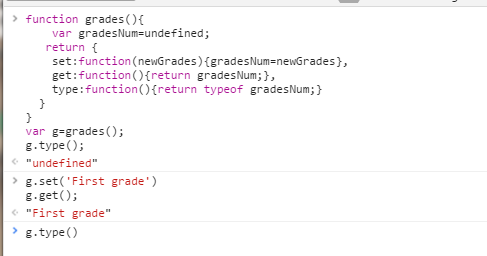 > function grades(){
var gradesNum=undefined;
return {
set:function(newGrades){gradesNum=newGrades},
get:function(){return gradesNum;},
type:function(){return typeof gradesNum;}
}
}
var g=grades();
g.type();
"undefined"
> g.set('First grade')
g.get();
"First grade"
> g.type()